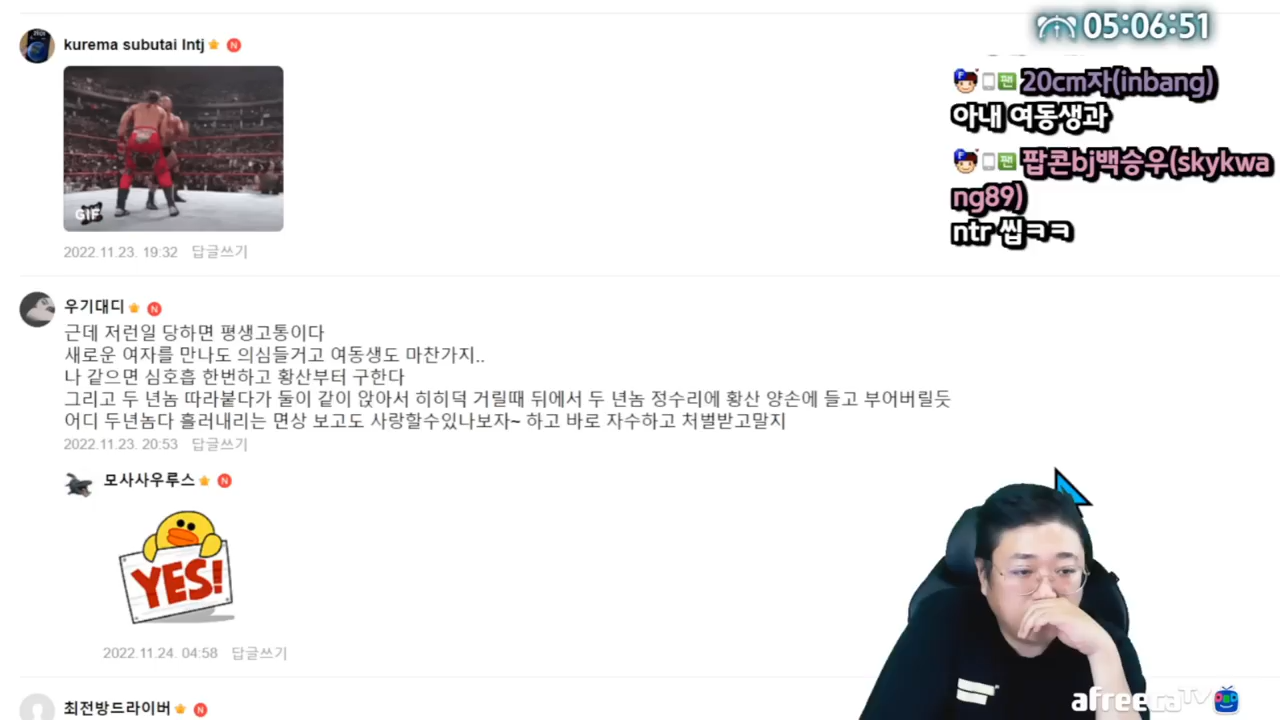 kurema subutai Intj
N
GIF
2022.11.23. 19:32 답글쓰기
우기대디
N
근데 저런일 당하면 평생고통이다
새로운 여자를 만나도 의심들거고 여동생도 마찬가지..
나 같으면 심호흡 한번하고 황산부터 구한다
그리고 두 년놈 따라붙다가 둘이 같이 앉아서 히히덕 거릴때 뒤에서 두 년놈 정수리에 황산 양손에 들고 부어버릴듯
어디 두년놈다 흘러내리는 면상 보고도 사랑할수있나보자~ 하고 바로 자수하고 처벌받고말지
2022.11.23. 20:53 답글쓰기
모사사우루스
N
YES!
2022.11.24. 04:58 답글쓰기
최전방드라이버
N
05:06:51
F 팬 20cm자(inbang)
아내 여동생과
F 팬 팝콘bj백승우(skykwa
ng89)
ntr 씹ㅋㅋ
afreecaTV